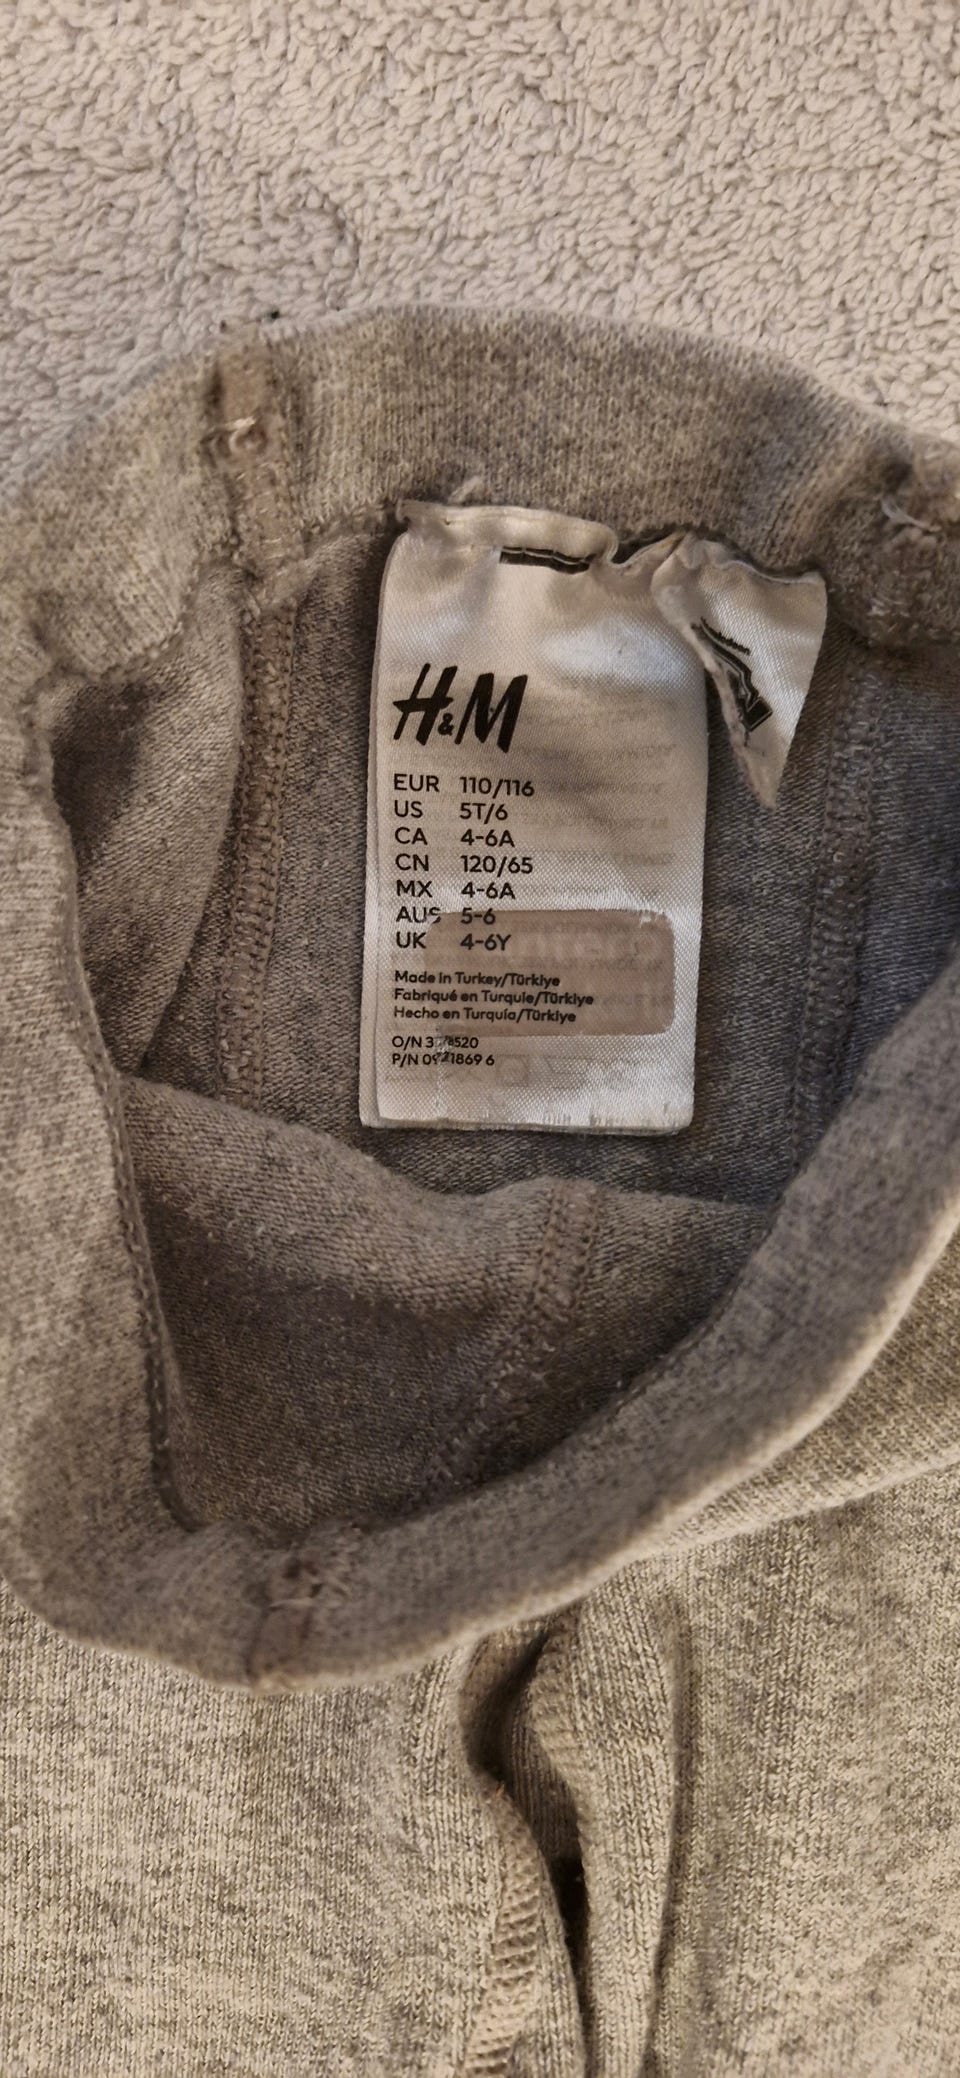 H&M
EUR 110/116
US 5T/6
CA 4-6A
CN 120/65
MX 4-6A
AUS 5-6
UK 4-6Y
Made in Turkey/Türkiye
Fabriqué en Turquie/Türkiye
Hecho en Turquía/Türkiye
O/N
P/N